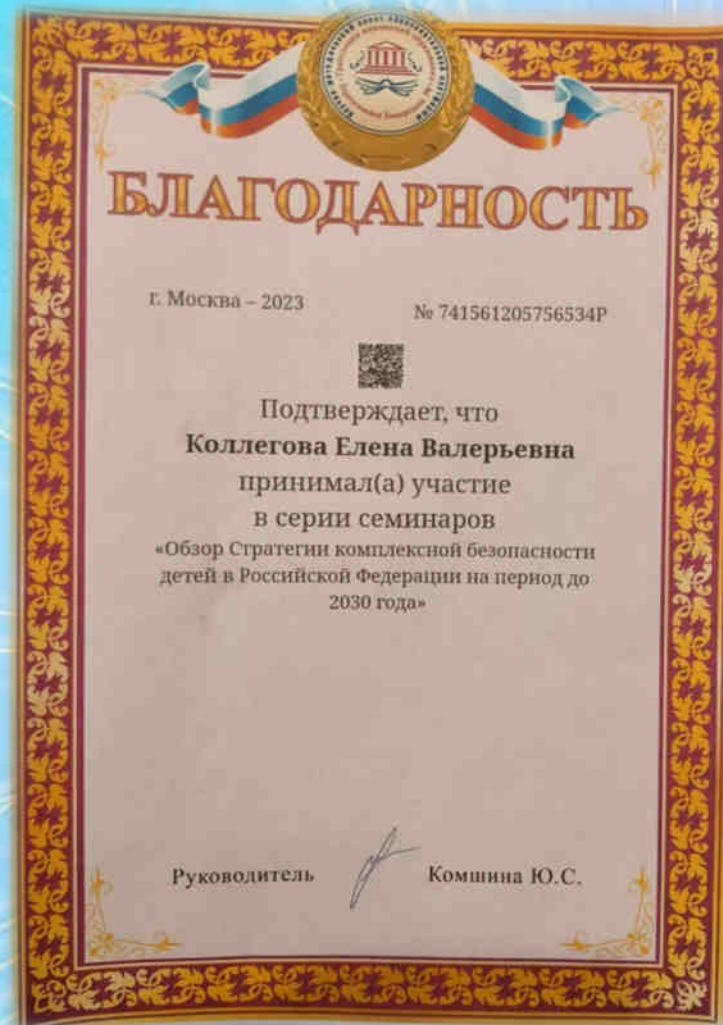 БЛАГОДАРНОСТЬ
г. Москва – 2023
№ 741561205756534Р
Подтверждает, что
Коллегова Елена Валерьевна
принимал(а) участие
в серии семинаров
«Обзор Стратегии комплексной безопасности
детей в Российской Федерации на период до
2030 года»
Руководитель
Комшина Ю.С.